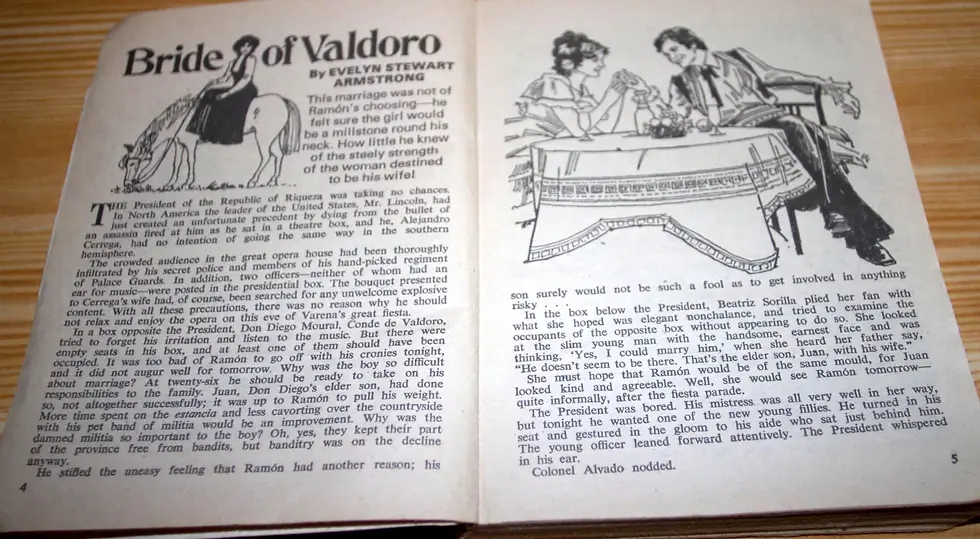 Bride of Valdoro
By EVELYN STEWART
ARMSTRONG
This marriage was not of
Ramón's choosing—he
felt sure the girl would
be a millstone round his
neck. How little he knew
of the steely strength
of the woman destined
to be his wife!
THE President of the Republic of Riqueza was taking no chances.
In North America the leader of the United States, Mr. Lincoln, had
just created an unfortunate precedent by dying from the bullet of
an assassin fired at him as he sat in a theatre box, and he, Alejandro
Cerrega, had no intention of going the same way in the southern
hemisphere.
The crowded audience in the great opera house had been thoroughly
infiltrated by his secret police and members of his hand-picked regiment
of Palace Guards. In addition, two officers—neither of whom had an
ear for music—were posted in the presidential box. The bouquet presented
to Cerrega's wife had, of course, been searched for any unwelcome explosive
content. With all these precautions, there was no reason why he should
not relax and enjoy the opera on this eve of Varena's great fiesta.
In a box opposite the President, Don Diego Moural, Conde de Valdoro,
tried to forget his irritation and listen to the music. But there were
empty seats in his box, and at least one of them should have been
occupied. It was too bad of Ramón to go off with his cronies tonight,
and it did not augur well for tomorrow. Why was the boy so difficult
about marriage? At twenty-six he should be ready to take on his
responsibilities to the family. Juan, Don Diego's elder son, had done
so, not altogether successfully; it was up to Ramón to pull his weight.
More time spent on the estancia and less cavorting over the countryside
with his pet band of militia would be an improvement. Why was the
damned militia so important to the boy? Oh, yes, they kept their part
of the province free from bandits, but banditry was on the decline
anyway.
He stifled the uneasy feeling that Ramón had another reason; his
4
son surely would not be such a fool as to get involved in anything
risky . . .
In the box below the President, Beatriz Sorilla plied her fan with
what she hoped was elegant nonchalance, and tried to examine the
occupants of the opposite box without appearing to do so. She looked
at the slim young man with the handsome, earnest face and was
thinking, 'Yes, I could marry him,' when she heard her father say,
"He doesn't seem to be there. That's the elder son, Juan, with his wife."
She must hope that Ramón would be of the same mould, for Juan
looked kind and agreeable. Well, she would see Ramón tomorrow—
quite informally, after the fiesta parade.
The President was bored. His mistress was all very well in her way,
but tonight he wanted one of the new young fillies. He turned in his
seat and gestured in the gloom to his aide who sat just behind him.
The young officer leaned forward attentively. The President whispered
in his ear.
Colonel Alvado nodded.
5